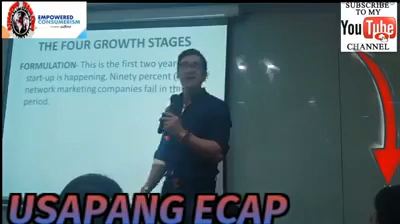 EMPOWERED
CONSUMERISM
SUBSCRIBE
TO MY
YouTube
CHANNEL
THE FOUR GROWTH STAGES
FORMULATION- This is the first two year
start-up is happening. Ninety percent (
network marketing companies fail in th
period.
USAPANG ECAP